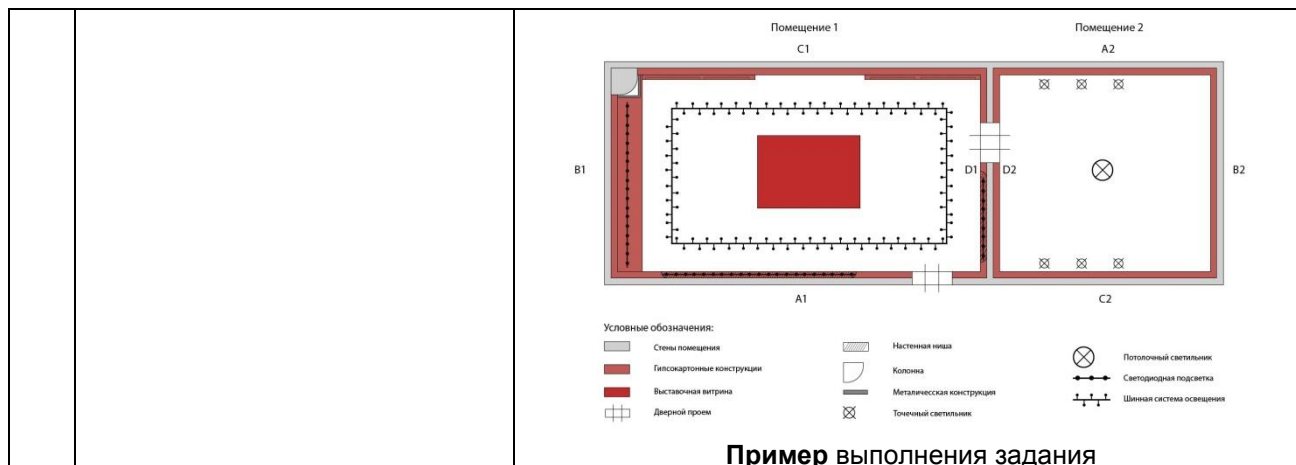 Помещение 1
Помещение 2
C1
A2
B1
D1
D2
B2
A1
C2
Условные обозначения:
Стены помещения
Гипсокартонные конструкции
Выставочная витрина
Дверной проем
Настенная ниша
Колонна
Металическая конструкция
Точечный светильник
Потолочный светильник
Светодиодная подсветка
Шинная система освещения
Пример выполнения задания